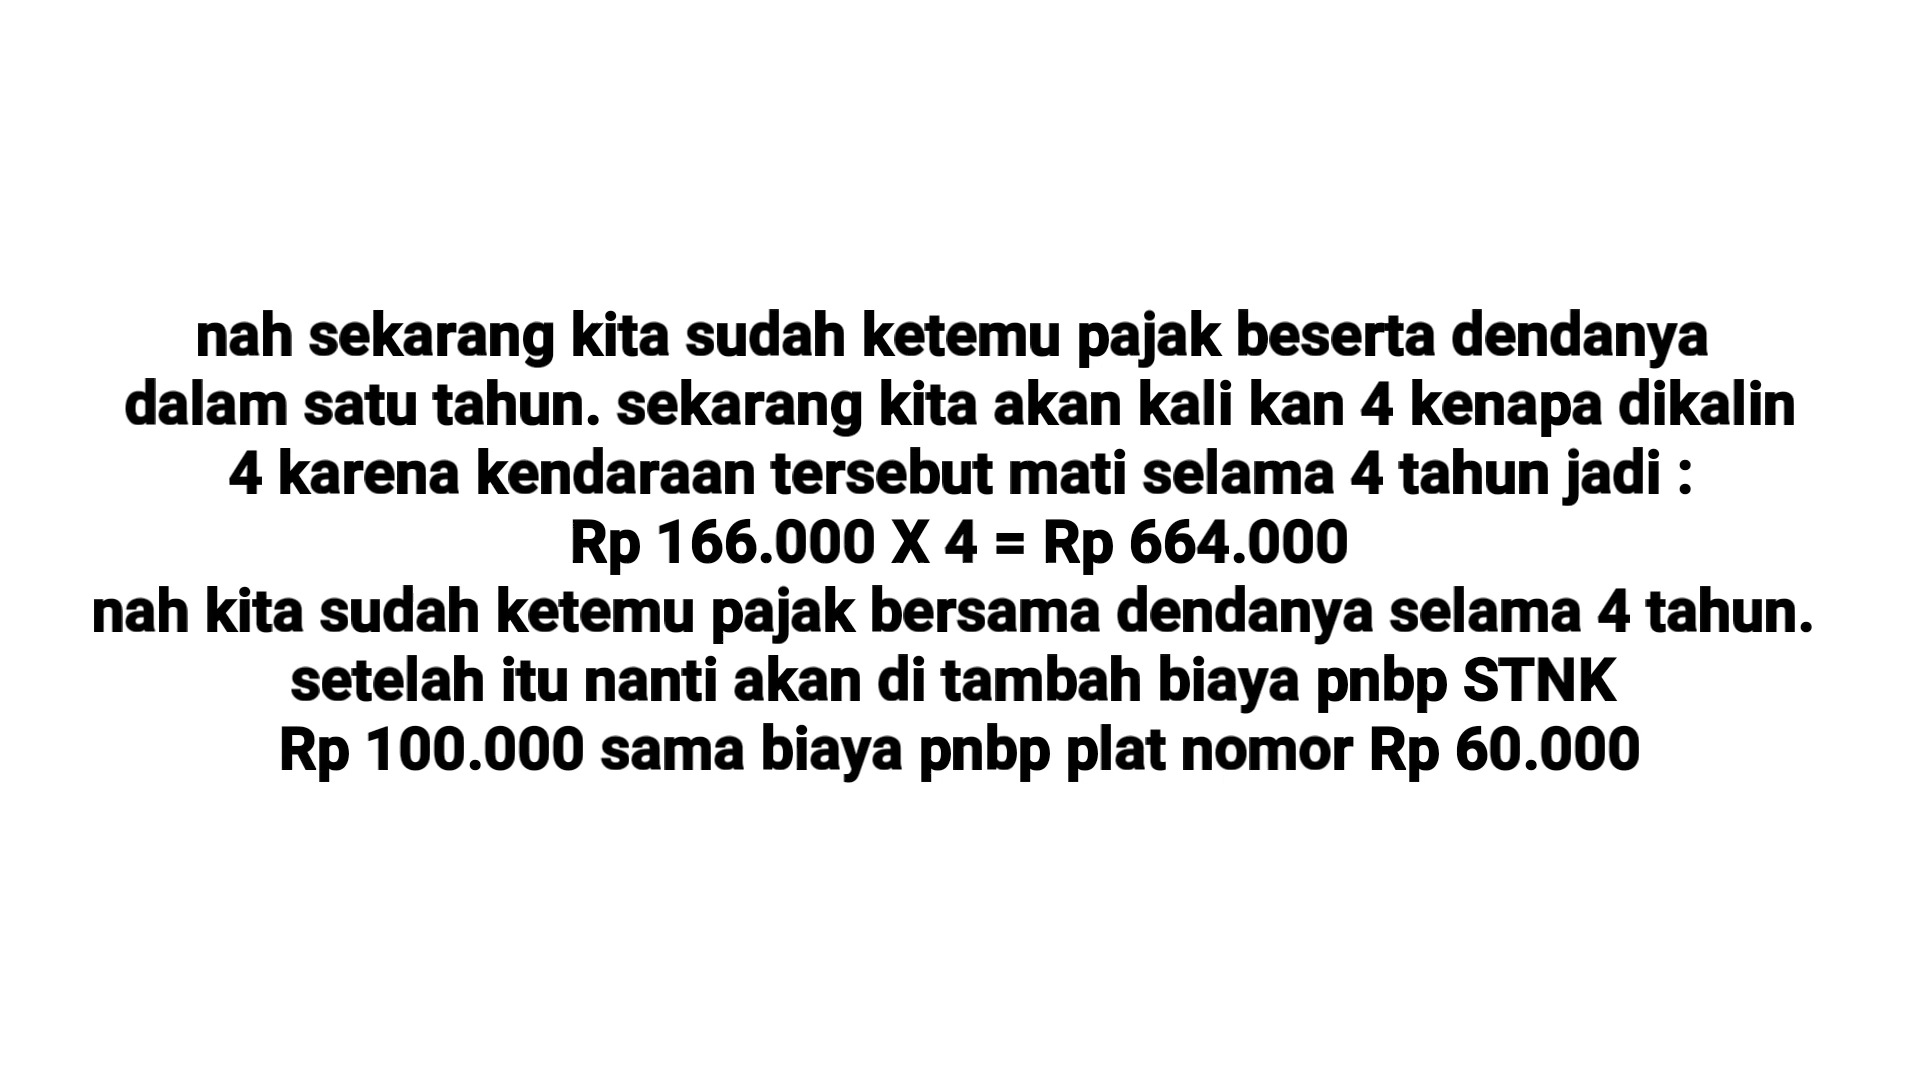 nah sekarang kita sudah ketemu pajak beserta dendanya
dalam satu tahun. sekarang kita akan kali kan 4 kenapa dikalin
4 karena kendaraan tersebut mati selama 4 tahun jadi :
Rp 166.000 X 4 = Rp 664.000
nah kita sudah ketemu pajak bersama dendanya selama 4 tahun.
setelah itu nanti akan di tambah biaya pnbp STNK
Rp 100.000 sama biaya pnbp plat nomor Rp 60.000